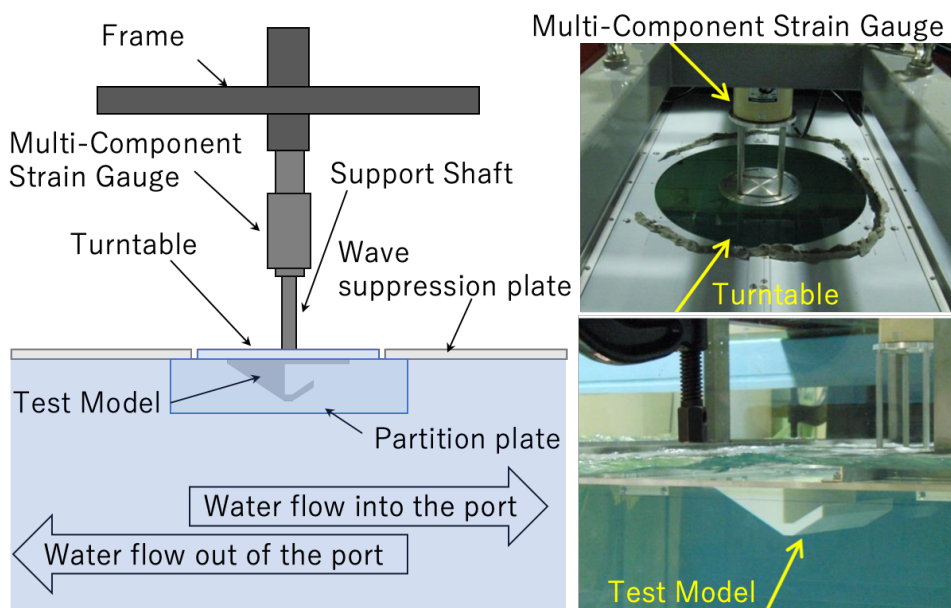 Frame
Multi-Component
Strain Gauge
Support Shaft
Turntable
Wave
suppression plate
Test Model
Partition plate
Water flow into the port
Water flow out of the port
Multi-Component Strain Gauge
Turntable
Test Model